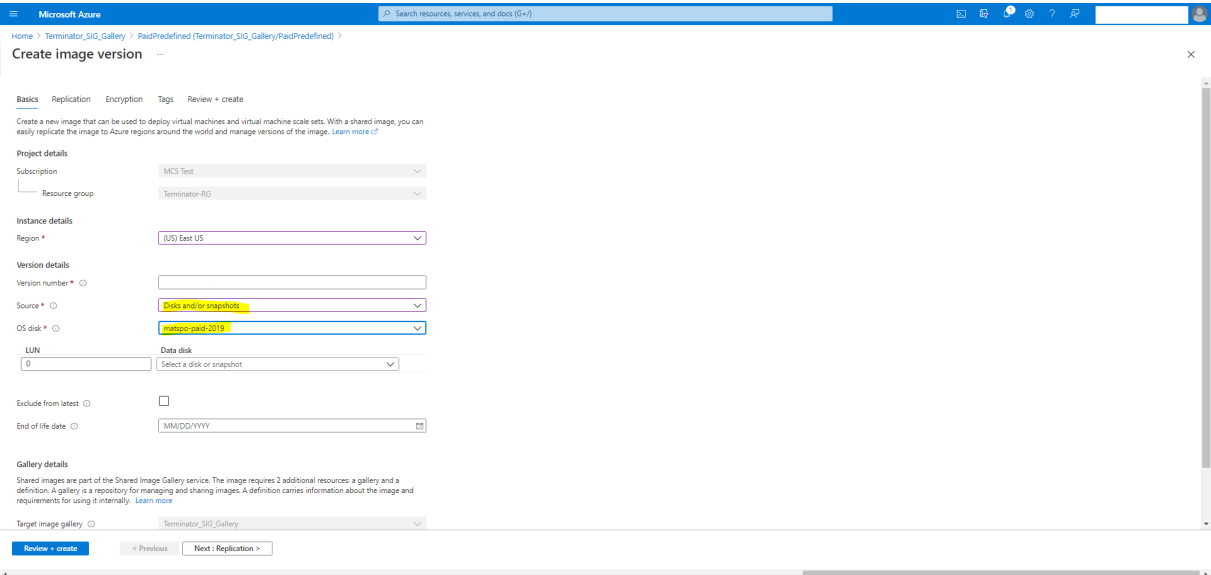 Microsoft Azure
Search resources, services, and docs (G+/)
1
Home > Terminator_SIG_Gallery > PaidPredefined (Terminator_SIG_Gallery/PaidPredefined) >
Create image version ...
Basics Replication Encryption Tags Review + create
Create a new image that can be used to deploy virtual machines and virtual machine scale sets. With a shared image, you can
easily replicate the image to Azure regions around the world and manage versions of the image. Learn more
Project details
Subscription MCS Test
Resource group Terminator-RG
Instance details
Region * (US) East US
Version details
Version number *
Source * Disks and/or snapshots
OS disk * matspo-paid-2019
LUN Data disk
0 Select a disk or snapshot
Exclude from latest
End of life date MM/DD/YYYY
Gallery details
Shared images are part of the Shared Image Gallery service. The image requires 2 additional resources: a gallery and a
definition. A gallery is a repository for managing and sharing images. A definition carries information about the image and
requirements for using it internally. Learn more
Target image gallery Terminator_SIG_Gallery
Review + create < Previous Next : Replication >